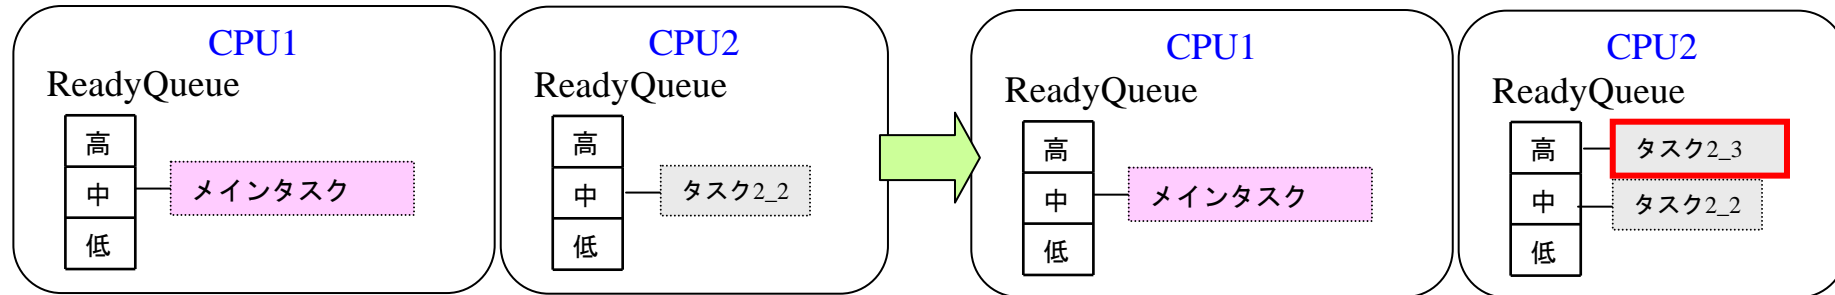 CPU1
ReadyQueue
高
中
低
メインタスク
CPU2
ReadyQueue
高
中
低
タスク2_2
CPU1
ReadyQueue
高
中
低
メインタスク
CPU2
ReadyQueue
高
中
低
タスク2_3
タスク2_2